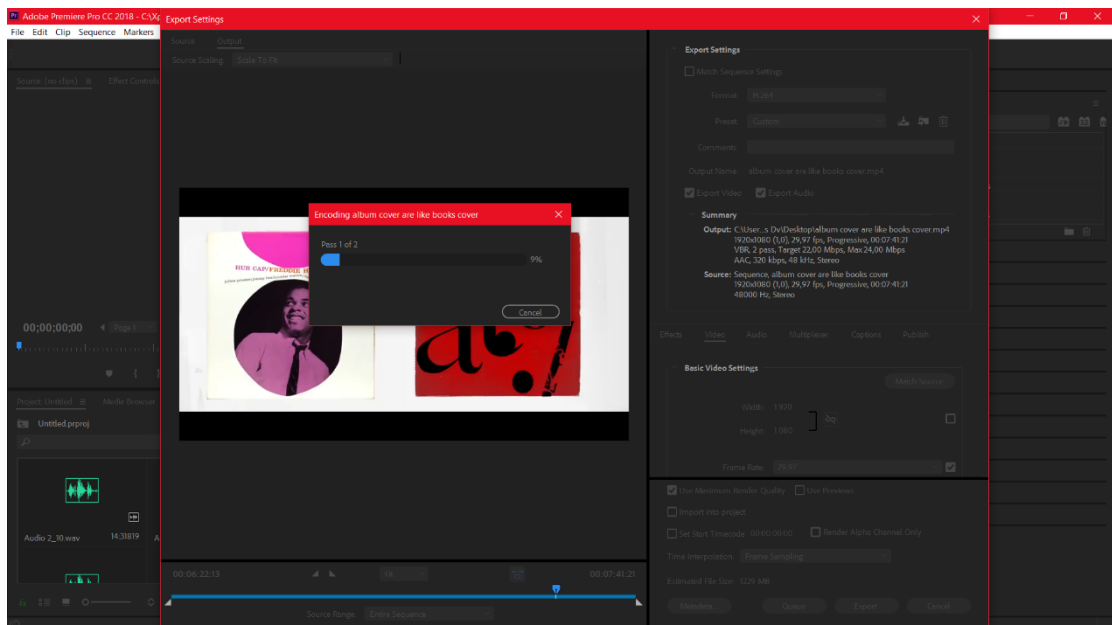 Adobe Premiere Pro CC 2018 - C:\Xp
File Edit Clip Sequence Markers
Export Settings
Source Output
Source Scaling: Scale To Fit
Source: (no clips) Effect Controls
00;00;00;00 Page 1
Project: Untitled Media Browser
Untitled.prproj
Audio 2_10.wav 14:31819 A
HUB CAP/FREDDIE H
a
Encoding album cover are like books cover
Pass 1 of 2
9%
Cancel
00:06:22:13 Fit 00:07:41:21
Source Range: Entire Sequence
Export Settings
Match Sequence Settings
Format: H.264
Preset: Custom
Comments:
Output Name: album cover are like books cover.mp4
Export Video Export Audio
Summary
Output: C:\User...s Dv\Desktop\album cover are like books cover.mp4
1920x1080 (1,0), 29,97 fps, Progressive, 00:07:41:21
VBR, 2 pass, Target 22,00 Mbps, Max 24,00 Mbps
AAC, 320 kbps, 48 kHz, Stereo
Source: Sequence, album cover are like books cover
1920x1080 (1,0), 29,97 fps, Progressive, 00:07:41:21
48000 Hz, Stereo
Effects Video Audio Multiplexer Captions Publish
Basic Video Settings
Match Source
Width: 1.920
Height: 1.080
Frame Rate: 29,97
Use Maximum Render Quality Use Previews
Import into project
Set Start Timecode 00:00:00:00 Render Alpha Channel Only
Time Interpolation: Frame Sampling
Estimated File Size: 1229 MB
Metadata... Queue Export Cancel